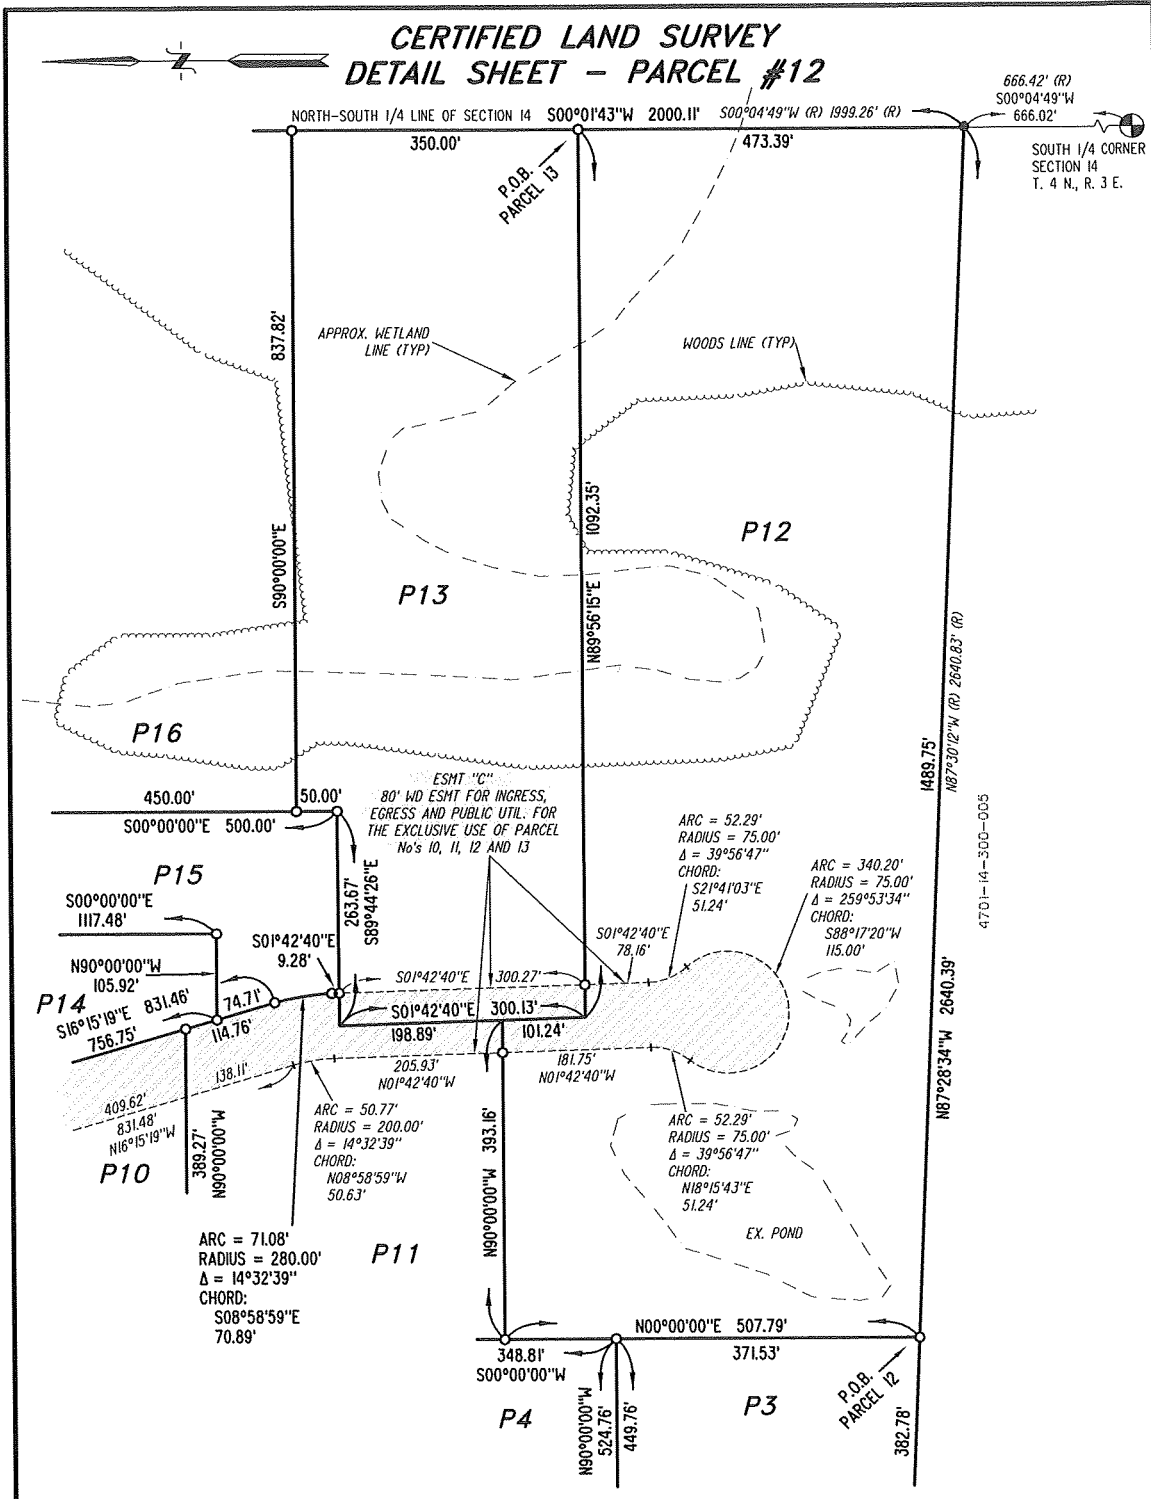 CERTIFIED LAND SURVEY
DETAIL SHEET - PARCEL #12
NORTH-SOUTH 1/4 LINE OF SECTION 14
S00°01'43"W 2000.11'
S00°04'49"W (R) 1999.26' (R)
666.42' (R)
S00°04'49"W
666.02'
350.00'
473.39'
SOUTH 1/4 CORNER
SECTION 14
T. 4 N., R. 3 E.
P.O.B.
PARCEL 13
837.82'
S90°00'00"E
APPROX. WETLAND
LINE (TYP)
WOODS LINE (TYP)
1092.35'
N89°56'15"E
P12
P13
P16
1489.75'
N87°30'12"W (R) 2640.83' (R)
4701-14-300-005
N87°28'34"W 2640.39'
450.00'
50.00'
S00°00'00"E 500.00'
ESMT "C"
80' WD ESMT FOR INGRESS,
EGRESS AND PUBLIC UTIL. FOR
THE EXCLUSIVE USE OF PARCEL
No's 10, 11, 12 AND 13
ARC = 52.29'
RADIUS = 75.00'
Δ = 39°56'47"
CHORD:
S21°41'03"E
51.24'
ARC = 340.20'
RADIUS = 75.00'
Δ = 259°53'34"
CHORD:
S88°17'20"W
115.00'
P15
263.67'
S89°44'26"E
S00°00'00"E
1117.48'
S01°42'40"E
9.28'
S01°42'40"E
78.16'
N90°00'00"W
105.92'
S01°42'40"E 300.27'
P14
S16°15'19"E 831.46'
756.75'
74.71'
114.76'
S01°42'40"E 300.13'
198.89'
101.24'
205.93'
N01°42'40"W
181.75'
N01°42'40"W
138.11'
409.62'
831.48'
N16°15'19"W
P10
389.27'
N90°00'00"W
ARC = 50.77'
RADIUS = 200.00'
Δ = 14°32'39"
CHORD:
N08°58'59"W
50.63'
N90°00'00"W 393.16'
ARC = 52.29'
RADIUS = 75.00'
Δ = 39°56'47"
CHORD:
N18°15'43"E
51.24'
EX. POND
ARC = 71.08'
RADIUS = 280.00'
Δ = 14°32'39"
CHORD:
S08°58'59"E
70.89'
P11
N00°00'00"E 507.79'
348.81'
S00°00'00"W
371.53'
P.O.B.
PARCEL 12
P4
N90°00'00"W
524.76'
449.76'
P3
382.78'